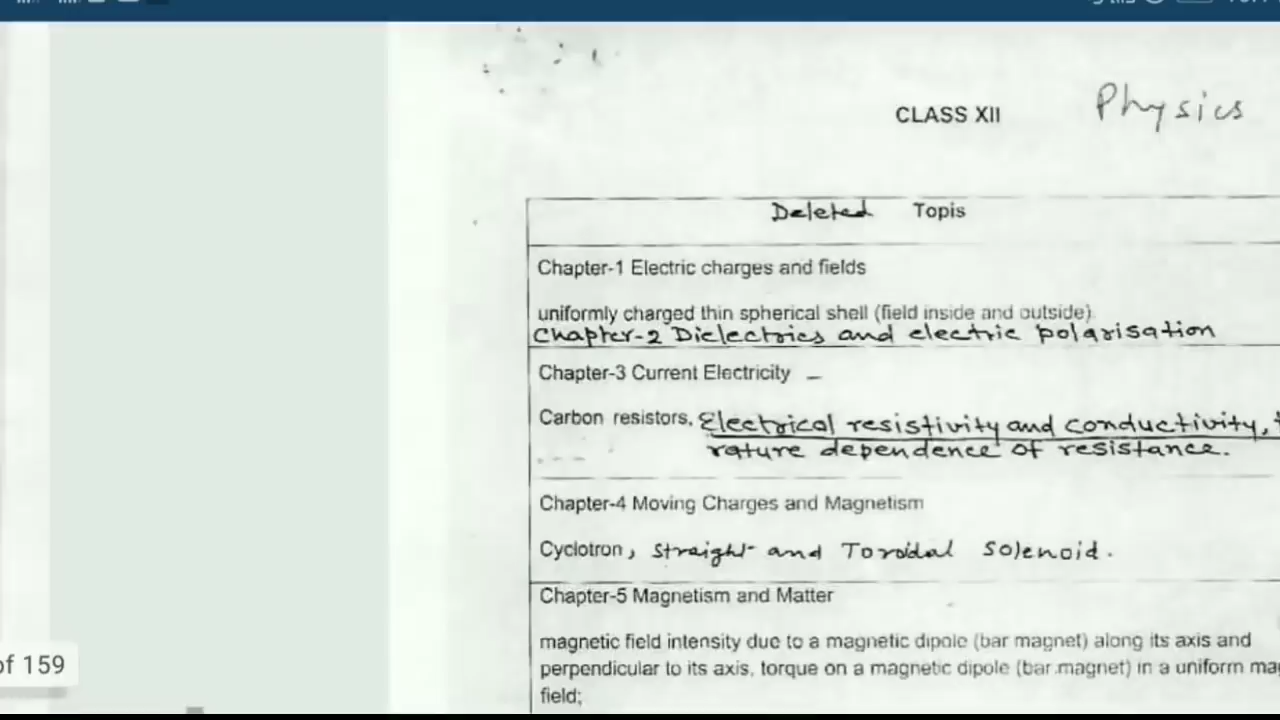 CLASS XII Physics
Deleted Topis
Chapter-1 Electric charges and fields
uniformly charged thin spherical shell (field inside and outside).
Chapter-2 Dielectrics and electric polarisation
Chapter-3 Current Electricity –
Carbon resistors, Electrical resistivity and conductivity,
rature dependence of resistance.
Chapter-4 Moving Charges and Magnetism
Cyclotron, straight and Toroidal solenoid.
Chapter-5 Magnetism and Matter
magnetic field intensity due to a magnetic dipole (bar magnet) along its axis and
perpendicular to its axis, torque on a magnetic dipole (bar magnet) in a uniform
field;
of 159